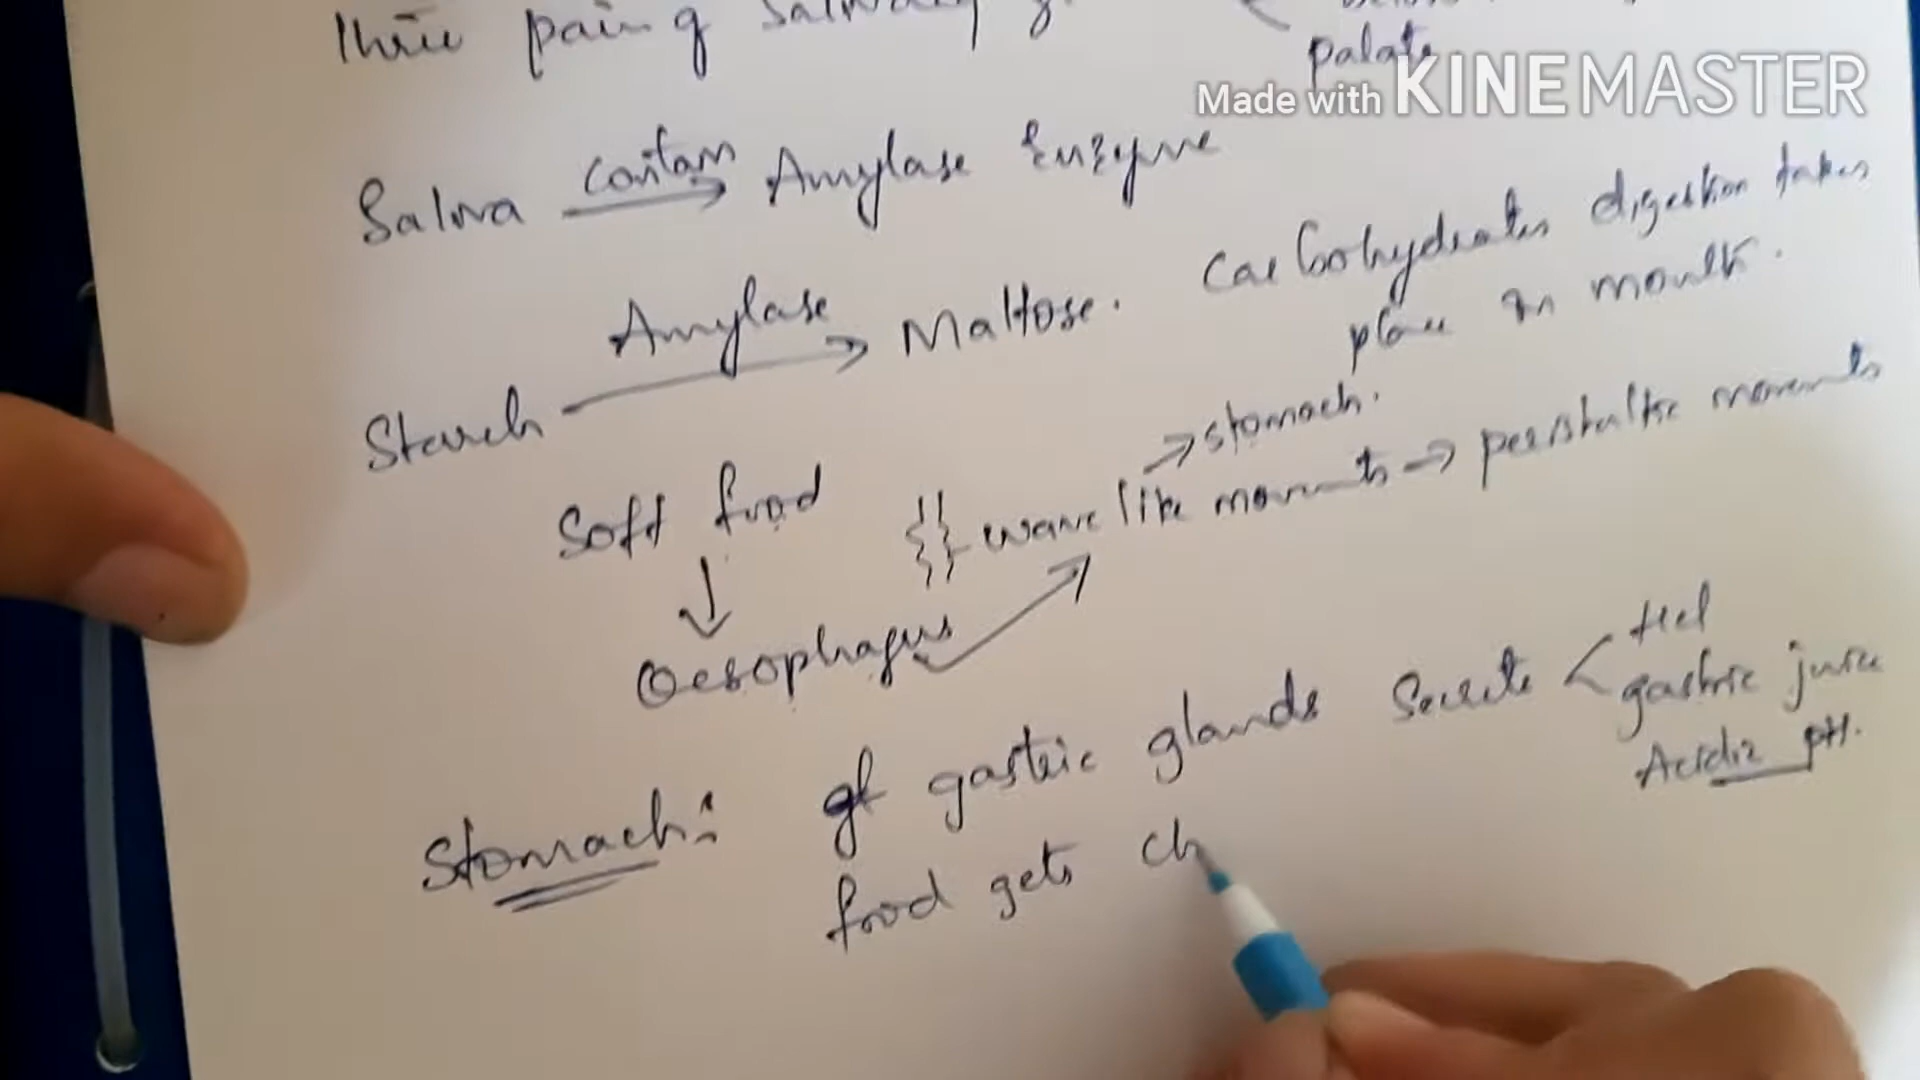 Three pair of Salivary
palate
Made with KINEMASTER
Saliva contain → Amylase Enzyme
Starch Amylase → Maltose. Carbohydrates digestion takes
place in mouth.
→ stomach.
Soft food wave like movements → peristaltic movements
↓
Oesophagus
Stomach: gastric glands Secrete < Hcl
gastric juice
Acidic pH.
food gets ch